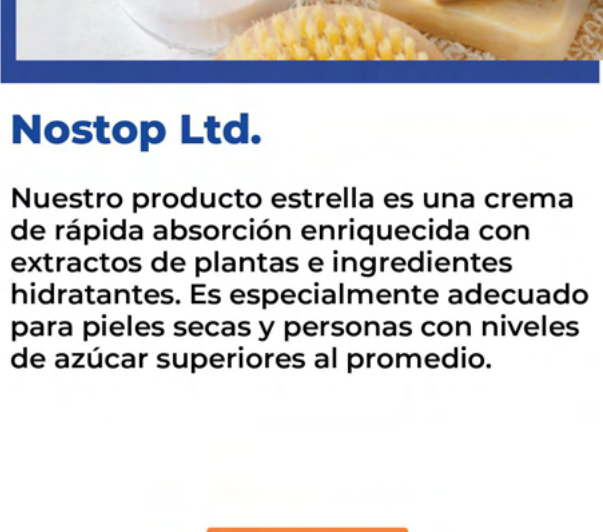 Nostop Ltd.
Nuestro producto estrella es una crema
de rápida absorción enriquecida con
extractos de plantas e ingredientes
hidratantes. Es especialmente adecuado
para pieles secas y personas con niveles
de azúcar superiores al promedio.